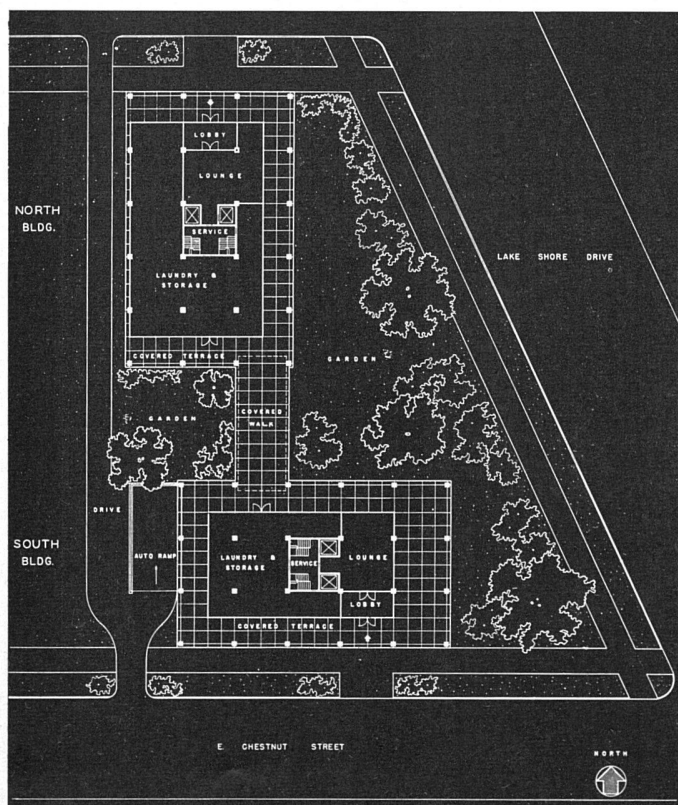 LOBBY
LOUNGE
NORTH
BLDG.
SERVICE
LAKE SHORE DRIVE
LAUNDRY &
STORAGE
COVERED TERRACE
GARDEN
GARDEN
COVERED
WALK
DRIVE
SOUTH
BLDG.
AUTO RAMP
LAUNDRY &
STORAGE
SERVICE
LOUNGE
LOBBY
COVERED TERRACE
E. CHESTNUT STREET
NORTH